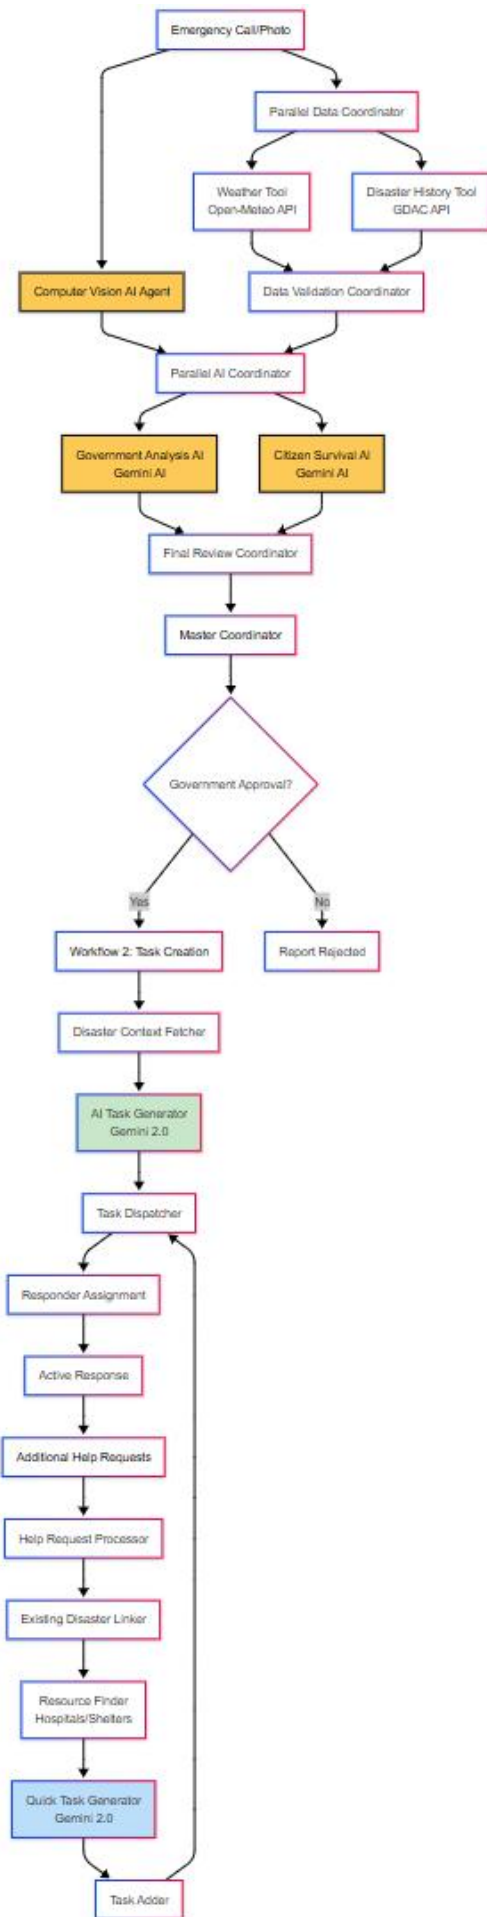 Emergency Call/Photo
Parallel Data Coordinator
Weather Tool
Open-Meteo API
Disaster History Tool
GDAC API
Computer Vision AI Agent
Data Validation Coordinator
Parallel AI Coordinator
Government Analysis AI
Gemini AI
Citizen Survival AI
Gemini AI
Final Review Coordinator
Master Coordinator
Government Approval?
Yes
No
Workflow 2: Task Creation
Report Rejected
Disaster Context Fetcher
AI Task Generator
Gemini 2.0
Task Dispatcher
Responder Assignment
Active Response
Additional Help Requests
Help Request Processor
Existing Disaster Linker
Resource Finder
Hospitals/Shelters
Quick Task Generator
Gemini 2.0
Task Adder